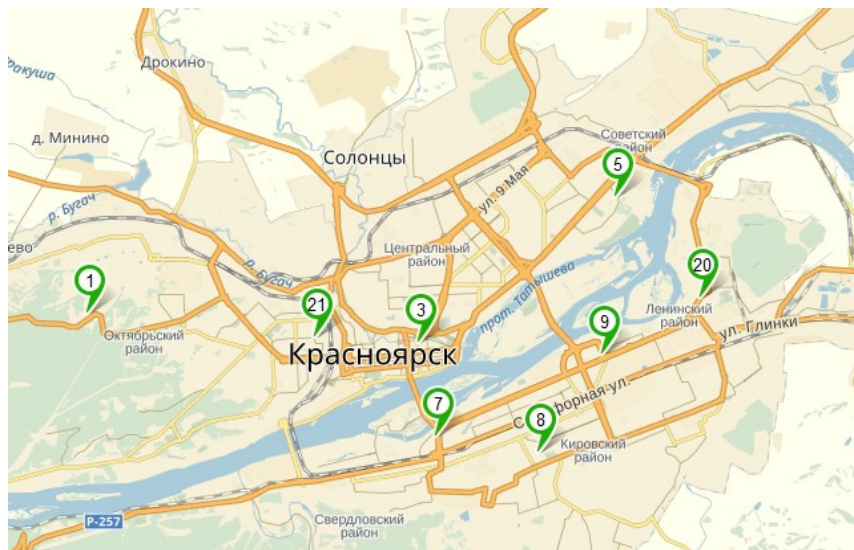 Дрокино
д. Минино
Солонцы
Советский
район
5
ул. 9 Мая
р. Бугач
р. Бугач
Центральный
район
прот. Татышева
1
21
3
20
9
Октябрьский
район
Ленинский
район
ул. Глинки
Красноярск
7
8
Кировский
район
Р-257
Свердловский
район